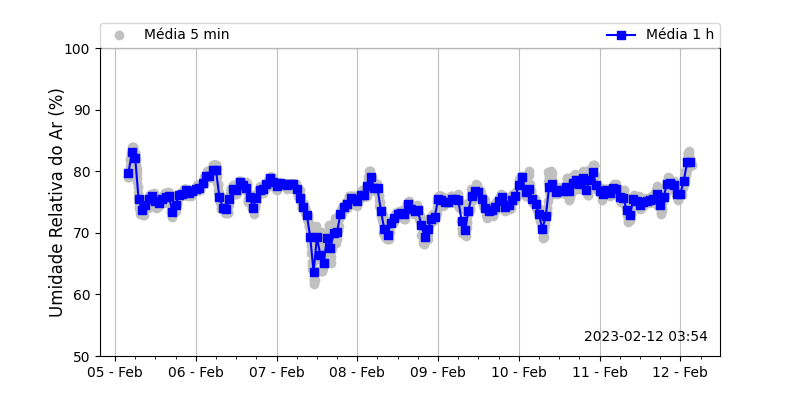 Média 5 min
Média 1 h
Umidade Relativa do Ar (%)
100
90
80
70
60
50
2023-02-12 03:54
05 - Feb
06 - Feb
07 - Feb
08 - Feb
09 - Feb
10 - Feb
11 - Feb
12 - Feb